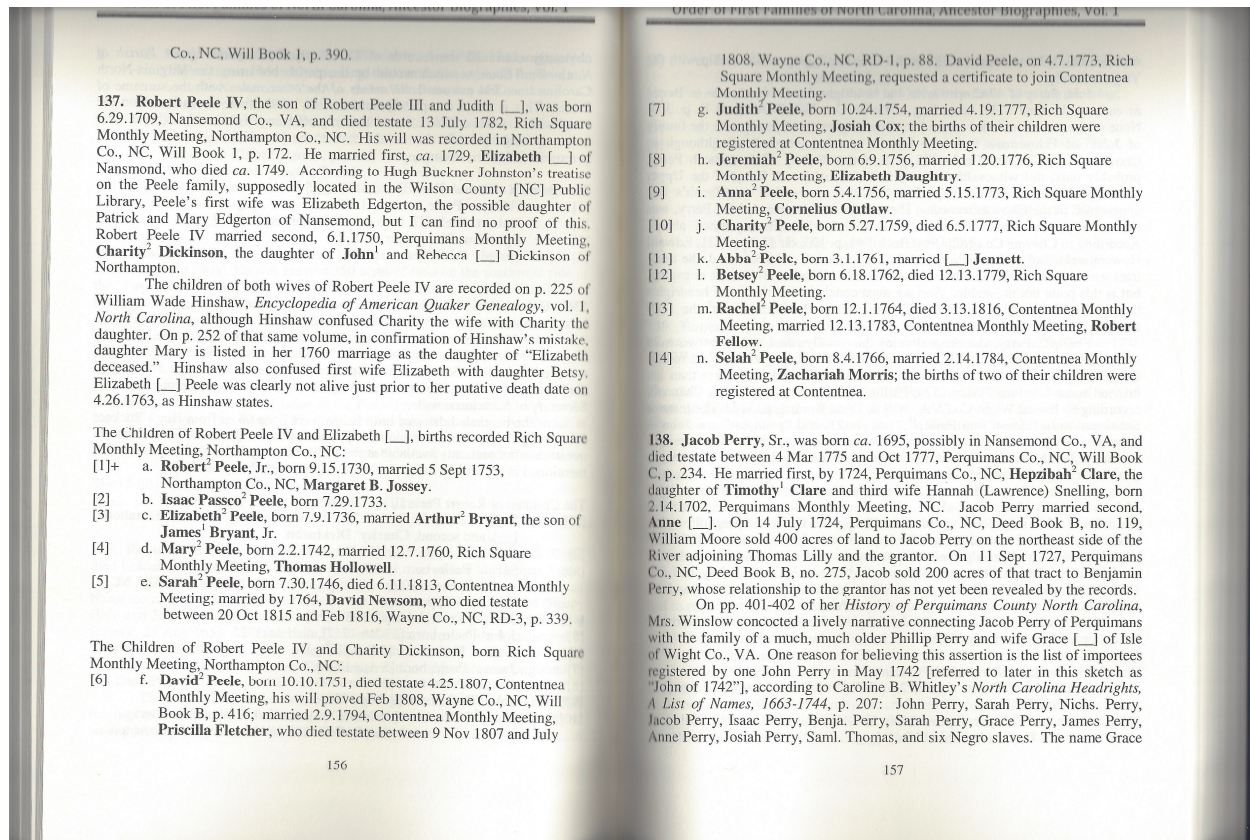 Order of First Families of North Carolina, Ancestor Biographies, Vol. 1
Co., NC, Will Book 1, p. 390.
137. Robert Peele IV, the son of Robert Peele III and Judith [__], was born
6.29.1709, Nansemond Co., VA, and died testate 13 July 1782, Rich Square
Monthly Meeting, Northampton Co., NC. His will was recorded in Northampton
Co., NC, Will Book 1, p. 172. He married first, ca. 1729, Elizabeth [__] of
Nansmond, who died ca. 1749. According to Hugh Buckner Johnston's treatise
on the Peele family, supposedly located in the Wilson County [NC] Public
Library, Peele's first wife was Elizabeth Edgerton, the possible daughter of
Patrick and Mary Edgerton of Nansemond, but I can find no proof of this.
Robert Peele IV married second, 6.1.1750, Perquimans Monthly Meeting,
Charity² Dickinson, the daughter of John¹ and Rebecca [__] Dickinson of
Northampton.
The children of both wives of Robert Peele IV are recorded on p. 225 of
William Wade Hinshaw, Encyclopedia of American Quaker Genealogy, vol. 1,
North Carolina, although Hinshaw confused Charity the wife with Charity the
daughter. On p. 252 of that same volume, in confirmation of Hinshaw's mistake,
daughter Mary is listed in her 1760 marriage as the daughter of "Elizabeth
deceased." Hinshaw also confused first wife Elizabeth with daughter Betsy.
Elizabeth [__] Peele was clearly not alive just prior to her putative death date on
4.26.1763, as Hinshaw states.
The Children of Robert Peele IV and Elizabeth [__], births recorded Rich Square
Monthly Meeting, Northampton Co., NC:
[1]+ a. Robert² Peele, Jr., born 9.15.1730, married 5 Sept 1753,
Northampton Co., NC, Margaret B. Jossey.
[2] b. Isaac Passco² Peele, born 7.29.1733.
[3] c. Elizabeth² Peele, born 7.9.1736, married Arthur² Bryant, the son of
James¹ Bryant, Jr.
[4] d. Mary² Peele, born 2.2.1742, married 12.7.1760, Rich Square
Monthly Meeting, Thomas Hollowell.
[5] e. Sarah² Peele, born 7.30.1746, died 6.11.1813, Contentnea Monthly
Meeting; married by 1764, David Newsom, who died testate
between 20 Oct 1815 and Feb 1816, Wayne Co., NC, RD-3, p. 339.
The Children of Robert Peele IV and Charity Dickinson, born Rich Square
Monthly Meeting, Northampton Co., NC:
[6] f. David² Peele, born 10.10.1751, died testate 4.25.1807, Contentnea
Monthly Meeting, his will proved Feb 1808, Wayne Co., NC, Will
Book B, p. 416; married 2.9.1794, Contentnea Monthly Meeting,
Priscilla Fletcher, who died testate between 9 Nov 1807 and July
156
Order of First Families of North Carolina, Ancestor Biographies, Vol. 1
1808, Wayne Co., NC, RD-1, p. 88. David Peele, on 4.7.1773, Rich
Square Monthly Meeting, requested a certificate to join Contentnea
Monthly Meeting.
[7] g. Judith² Peele, born 10.24.1754, married 4.19.1777, Rich Square
Monthly Meeting, Josiah Cox; the births of their children were
registered at Contentnea Monthly Meeting.
[8] h. Jeremiah² Peele, born 6.9.1756, married 1.20.1776, Rich Square
Monthly Meeting, Elizabeth Daughtry.
[9] i. Anna² Peele, born 5.4.1756, married 5.15.1773, Rich Square Monthly
Meeting, Cornelius Outlaw.
[10] j. Charity² Peele, born 5.27.1759, died 6.5.1777, Rich Square Monthly
Meeting.
[11] k. Abba² Peele, born 3.1.1761, married [__] Jennett.
[12] l. Betsey² Peele, born 6.18.1762, died 12.13.1779, Rich Square
Monthly Meeting.
[13] m. Rachel² Peele, born 12.1.1764, died 3.13.1816, Contentnea Monthly
Meeting, married 12.13.1783, Contentnea Monthly Meeting, Robert
Fellow.
[14] n. Selah² Peele, born 8.4.1766, married 2.14.1784, Contentnea Monthly
Meeting, Zachariah Morris; the births of two of their children were
registered at Contentnea.
138. Jacob Perry, Sr., was born ca. 1695, possibly in Nansemond Co., VA, and
died testate between 4 Mar 1775 and Oct 1777, Perquimans Co., NC, Will Book
C, p. 234. He married first, by 1724, Perquimans Co., NC, Hepzibah² Clare, the
daughter of Timothy¹ Clare and third wife Hannah (Lawrence) Snelling, born
2.14.1702, Perquimans Monthly Meeting, NC. Jacob Perry married second,
Anne [__]. On 14 July 1724, Perquimans Co., NC, Deed Book B, no. 119,
William Moore sold 400 acres of land to Jacob Perry on the northeast side of the
River adjoining Thomas Lilly and the grantor. On 11 Sept 1727, Perquimans
Co., NC, Deed Book B, no. 275, Jacob sold 200 acres of that tract to Benjamin
Perry, whose relationship to the grantor has not yet been revealed by the records.
On pp. 401-402 of her History of Perquimans County North Carolina,
Mrs. Winslow concocted a lively narrative connecting Jacob Perry of Perquimans
with the family of a much, much older Phillip Perry and wife Grace [__] of Isle
of Wight Co., VA. One reason for believing this assertion is the list of importees
registered by one John Perry in May 1742 [referred to later in this sketch as
"John of 1742"], according to Caroline B. Whitley's North Carolina Headrights,
A List of Names, 1663-1744, p. 207: John Perry, Sarah Perry, Nichs. Perry,
Jacob Perry, Isaac Perry, Benja. Perry, Sarah Perry, Grace Perry, James Perry,
Anne Perry, Josiah Perry, Saml. Thomas, and six Negro slaves. The name Grace
157